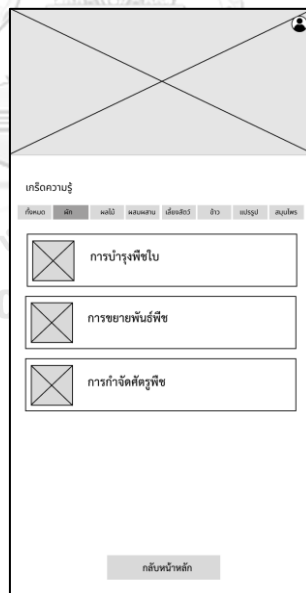 เกร็ดความรู้
ทั้งหมด ผัก ผลไม้ ผสมผสาน เลี้ยงสัตว์ ข้าว แปรรูป สมุนไพร
การบำรุงพืชใบ
การขยายพันธ์พืช
การกำจัดศัตรูพืช
กลับหน้าหลัก